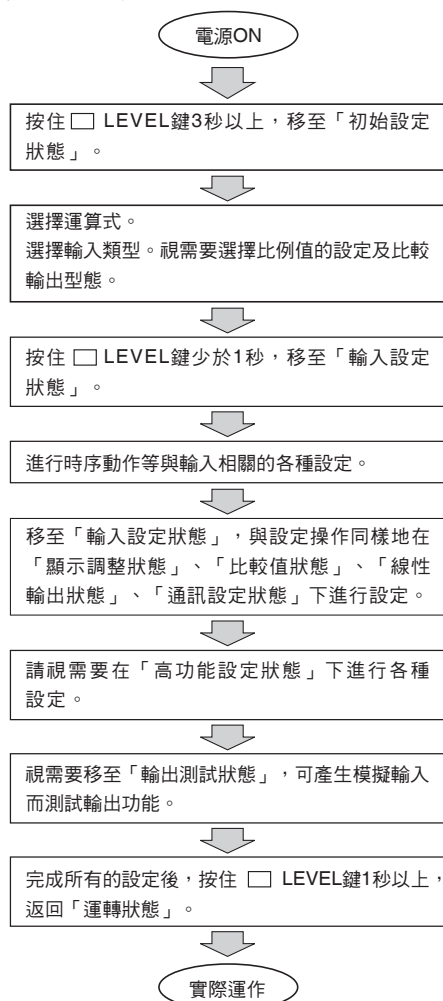 電源ON
按住 □ LEVEL鍵3秒以上，移至「初始設定
狀態」。
選擇運算式。
選擇輸入類型。視需要選擇比例值的設定及比較
輸出型態。
按住 □ LEVEL鍵少於1秒，移至「輸入設定
狀態」。
進行時序動作等與輸入相關的各種設定。
移至「輸入設定狀態」，與設定操作同樣地在
「顯示調整狀態」、「比較值狀態」、「線性
輸出狀態」、「通訊設定狀態」下進行設定。
請視需要在「高功能設定狀態」下進行各種
設定。
視需要移至「輸出測試狀態」，可產生模擬輸入
而測試輸出功能。
完成所有的設定後，按住 □ LEVEL鍵1秒以上，
返回「運轉狀態」。
實際運作